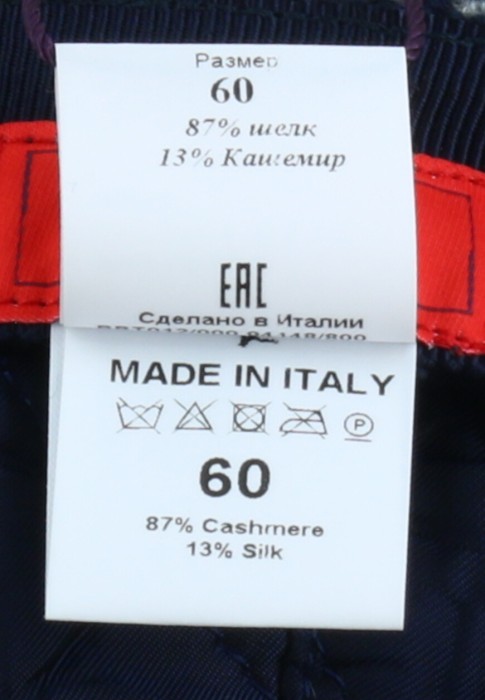 Размер
60
87% шелк
13% Кашемир
EAC
Сделано в Италии
MADE IN ITALY
P
60
87% Cashmere
13% Silk